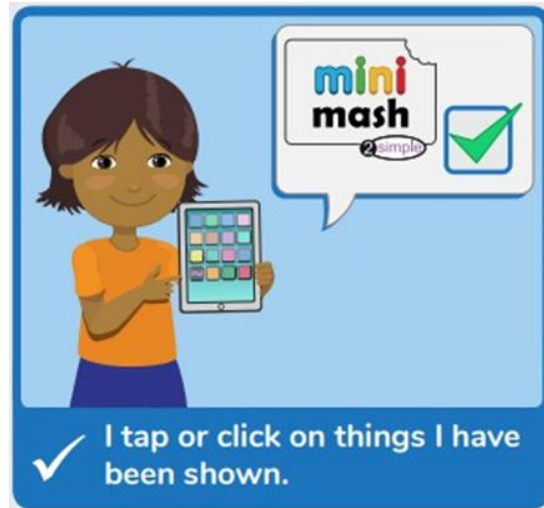 mini
mash
2simple
I tap or click on things I have
been shown.